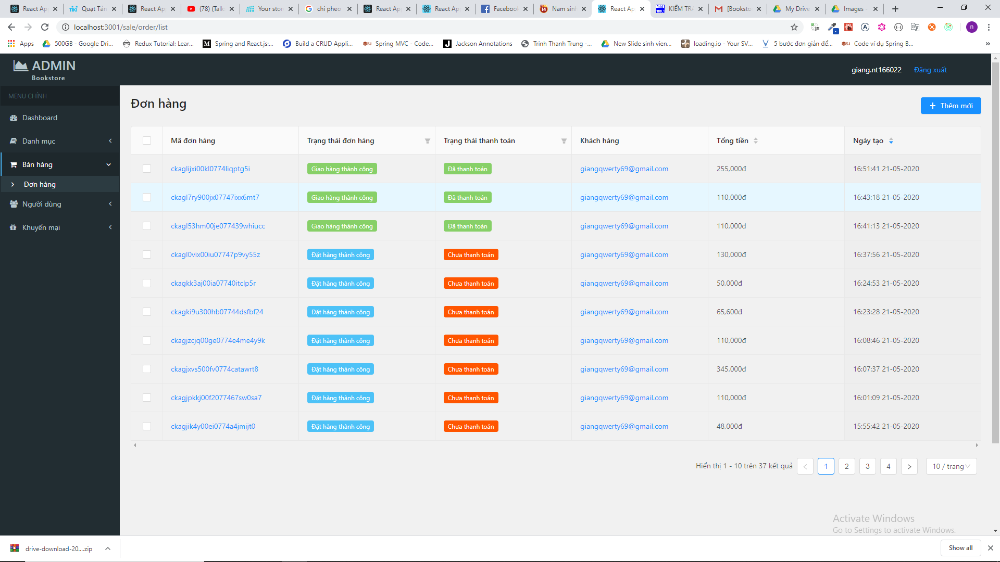 React Ap
Quạt Tản
React Ap
(78) (Talk
Your stor
chi pheo
React Ap
React Ap
Facebook
Nam sinh
React Ap
KIỂM TRA
[Booksto
My Drive
Images -
localhost:3001/sale/order/list
Apps
500GB - Google Dri...
Redux Tutorial: Lear...
Spring and React.js:...
Build a CRUD Appli...
Spring MVC - Code...
Jackson Annotations
Trinh Thanh Trung -...
New Slide sinh vien...
loading.io - Your SV...
5 bước đơn giản để...
Code ví dụ Spring B...
ADMIN
Bookstore
giang.nt166022 Đăng xuất
MENU CHÍNH
Dashboard
Danh mục
Bán hàng
Đơn hàng
Người dùng
Khuyến mại
Đơn hàng
Thêm mới
Mã đơn hàng Trạng thái đơn hàng Trạng thái thanh toán Khách hàng Tổng tiền Ngày tạo
ckaglijxi00kl0774liqptg5i Giao hàng thành công Đã thanh toán giangqwerty69@gmail.com 255,000đ 16:51:41 21-05-2020
ckagl7ry900jx07747ixx6mt7 Giao hàng thành công Đã thanh toán giangqwerty69@gmail.com 110,000đ 16:43:18 21-05-2020
ckagl53hm00je077439whiucc Giao hàng thành công Đã thanh toán giangqwerty69@gmail.com 110,000đ 16:41:13 21-05-2020
ckagl0vix00iu07747p9vy55z Đặt hàng thành công Chưa thanh toán giangqwerty69@gmail.com 130,000đ 16:37:56 21-05-2020
ckagkk3aj00ia07740itclp5r Đặt hàng thành công Chưa thanh toán giangqwerty69@gmail.com 50,000đ 16:24:53 21-05-2020
ckagki9u300hb07744dsfbf24 Đặt hàng thành công Chưa thanh toán giangqwerty69@gmail.com 65,600đ 16:23:28 21-05-2020
ckagjzcjq00ge0774e4me4y9k Đặt hàng thành công Chưa thanh toán giangqwerty69@gmail.com 110,000đ 16:08:46 21-05-2020
ckagjxvs500fv0774catawrt8 Đặt hàng thành công Chưa thanh toán giangqwerty69@gmail.com 345,000đ 16:07:37 21-05-2020
ckagjpkkj00f2077467sw0sa7 Đặt hàng thành công Chưa thanh toán giangqwerty69@gmail.com 110,000đ 16:01:09 21-05-2020
ckagjik4y00ei0774a4jmijt0 Đặt hàng thành công Chưa thanh toán giangqwerty69@gmail.com 48,000đ 15:55:42 21-05-2020
Hiển thị 1 - 10 trên 37 kết quả 1 2 3 4 10 / trang
Activate Windows
Go to Settings to activate Windows.
drive-download-20....zip
Show all